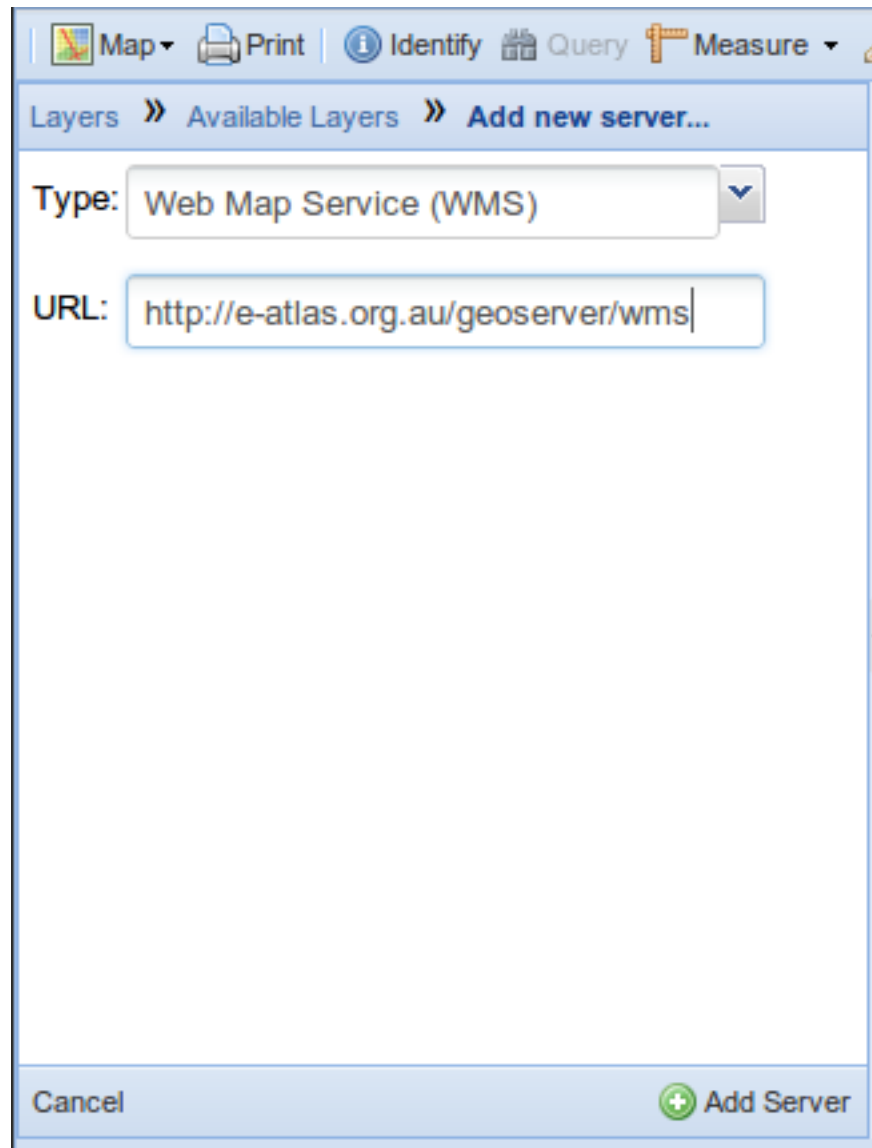 Map Print Identify Query Measure
Layers » Available Layers » Add new server...
Type: Web Map Service (WMS)
URL: http://e-atlas.org.au/geoserver/wms
Cancel Add Server